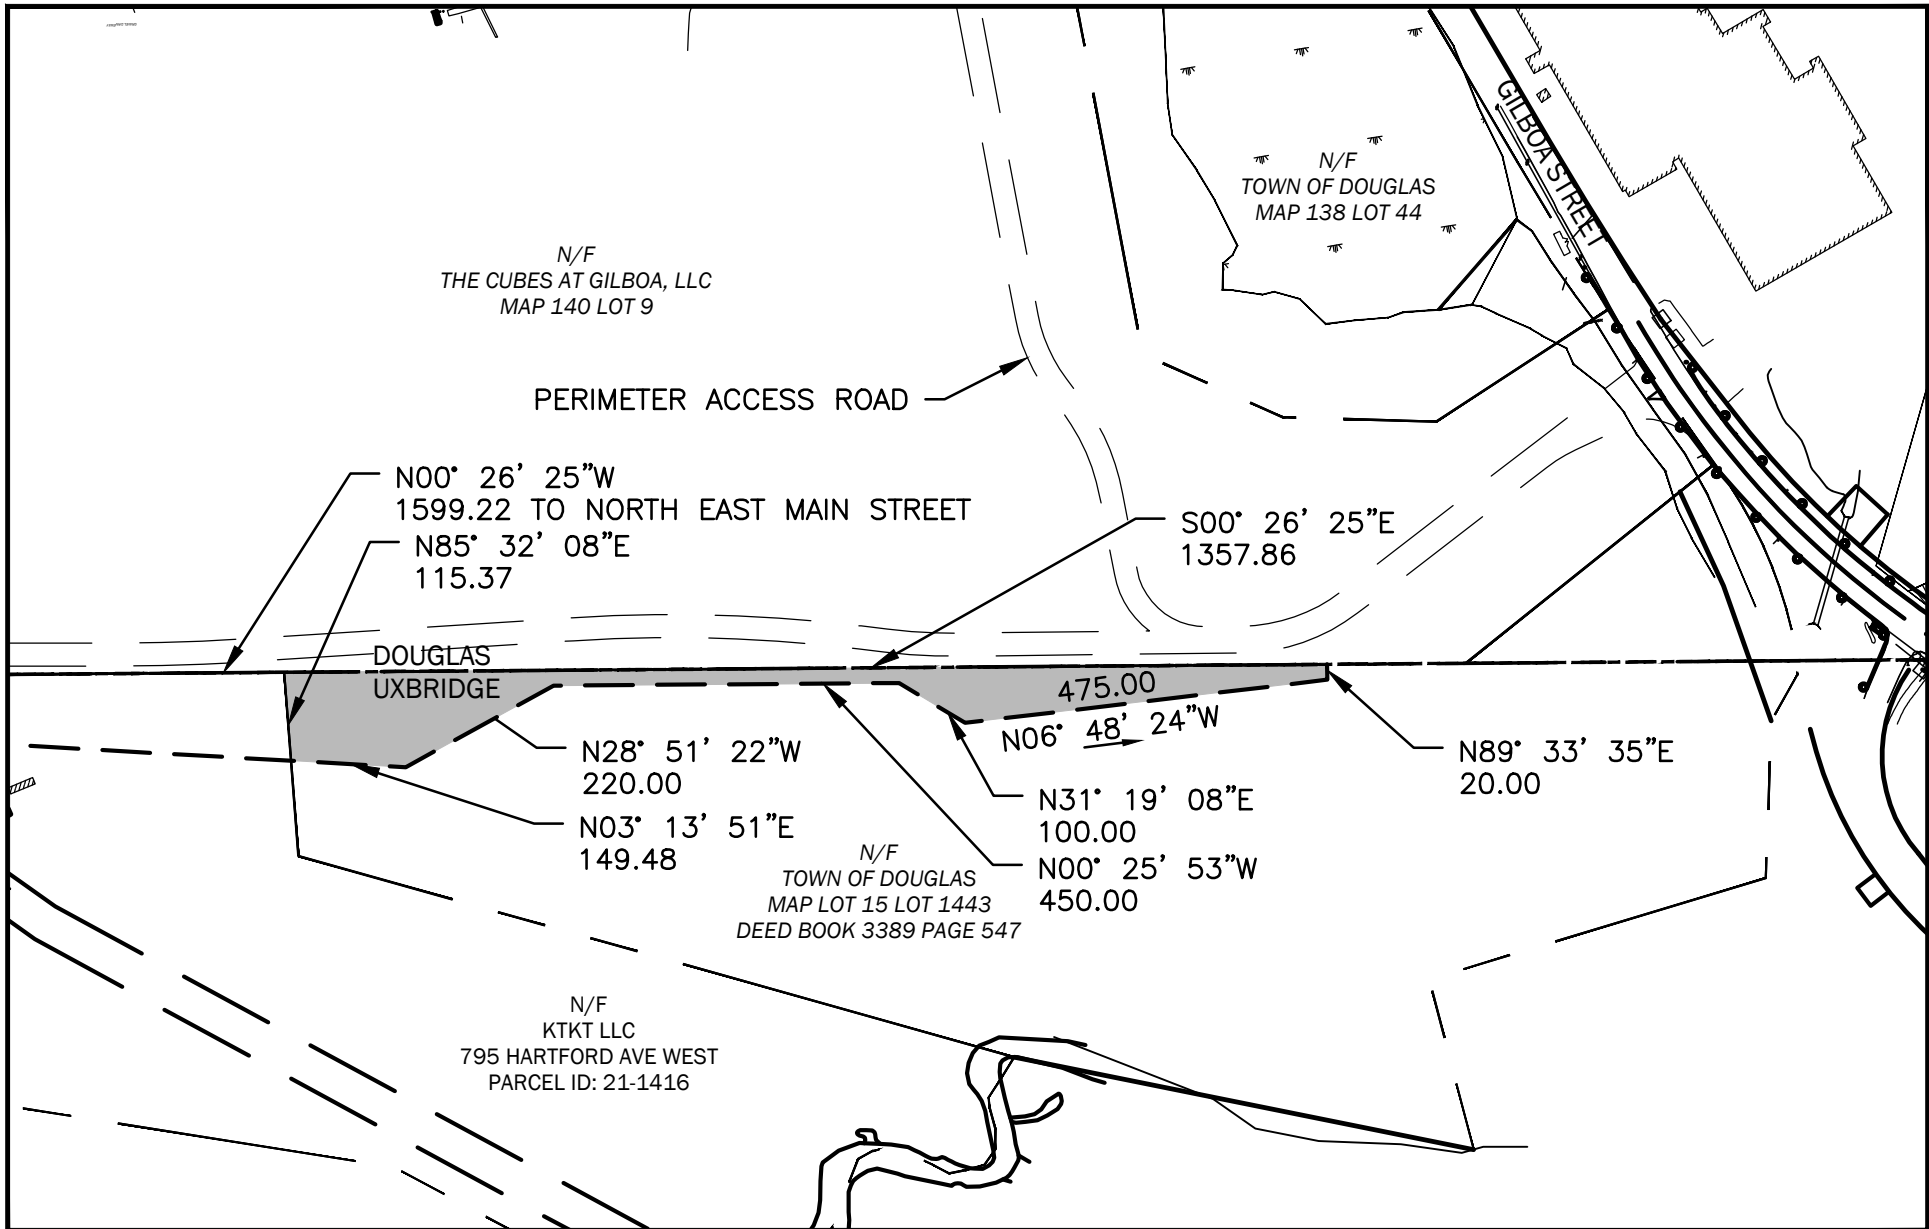 N/F
TOWN OF DOUGLAS
MAP 138 LOT 44
GILBOA STREET
N/F
THE CUBES AT GILBOA, LLC
MAP 140 LOT 9
PERIMETER ACCESS ROAD
N00° 26' 25"W
1599.22 TO NORTH EAST MAIN STREET
N85° 32' 08"E
115.37
S00° 26' 25"E
1357.86
DOUGLAS
UXBRIDGE
475.00
N06° 48' 24"W
N28° 51' 22"W
220.00
N89° 33' 35"E
20.00
N03° 13' 51"E
149.48
N31° 19' 08"E
100.00
N00° 25' 53"W
450.00
N/F
TOWN OF DOUGLAS
MAP LOT 15 LOT 1443
DEED BOOK 3389 PAGE 547
N/F
KTKT LLC
795 HARTFORD AVE WEST
PARCEL ID: 21-1416